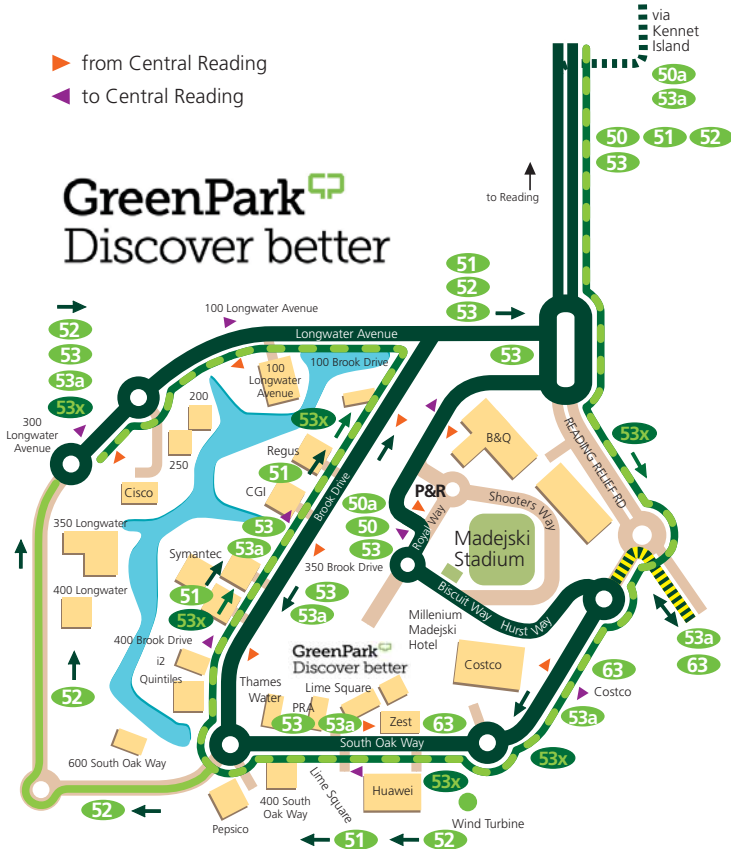 via
Kennet
Island
from Central Reading
to Central Reading
50a
53a
50 51 52
53
to Reading
GreenPark
Discover better
51
52
53
53
52
53
53a
53x
100 Longwater Avenue
Longwater Avenue
100 Brook Drive
100
Longwater
Avenue
200
250
Cisco
300
Longwater
Avenue
53x
Regus
51
CGI
53
53a
Brook Drive
B&Q
READING RELIEF RD
53x
P&R
Shooters Way
Royal Way
Madejski
Stadium
50a
50
53
350 Brook Drive
53
53a
350 Longwater
400 Longwater
Symantec
51
53x
400 Brook Drive
i2
Quintiles
52
Biscuit Way
Hurst Way
Millenium
Madejski
Hotel
Costco
53a
63
63
Costco
53a
53x
GreenPark
Discover better
Thames
Water
Lime Square
PRA
53
53a
Zest
63
South Oak Way
600 South Oak Way
52
Pepsico
400 South
Oak Way
Lime Square
Huawei
53x
Wind Turbine
51
52